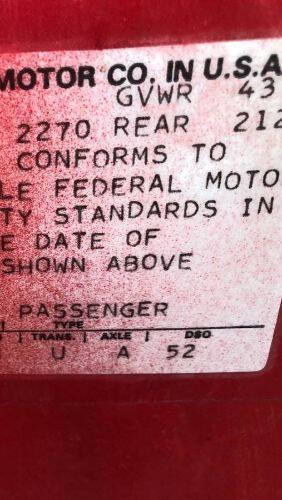 MOTOR CO. IN U.S.A
GVWR 43
2270 REAR 212
CONFORMS TO
LE FEDERAL MOTO
TY STANDARDS IN
E DATE OF
SHOWN ABOVE
PASSENGER
TYPE
TRANS. AXLE DSO
U A 52